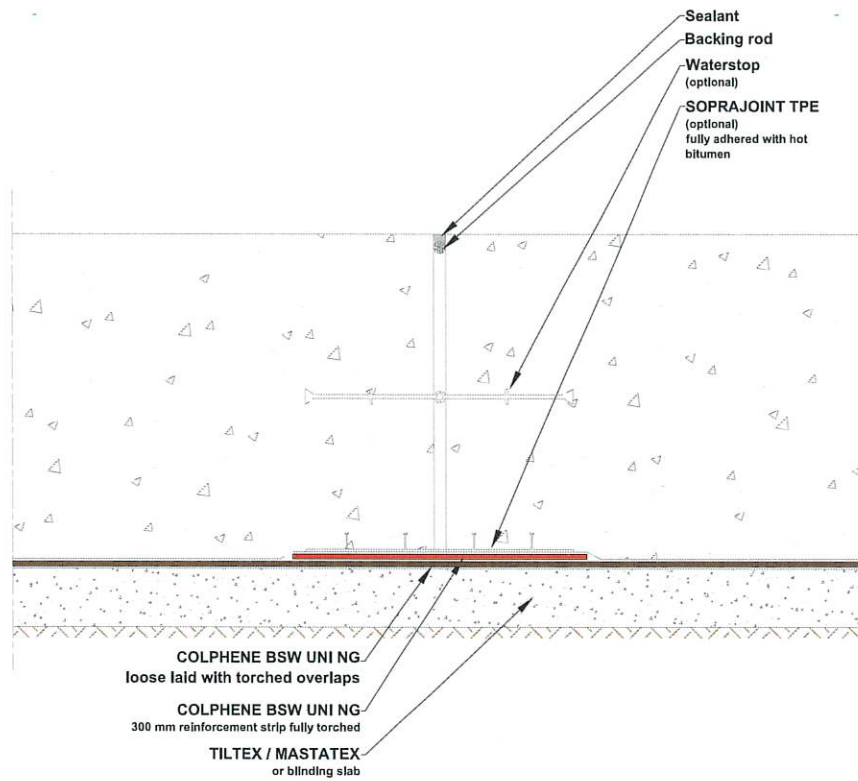 Sealant
Backing rod
Waterstop
(optional)
SOPRAJOINT TPE
(optional)
fully adhered with hot
bitumen
COLPHENE BSW UNI NG
loose laid with torched overlaps
COLPHENE BSW UNI NG
300 mm reinforcement strip fully torched
TILTEX / MASTATEX
or blinding slab